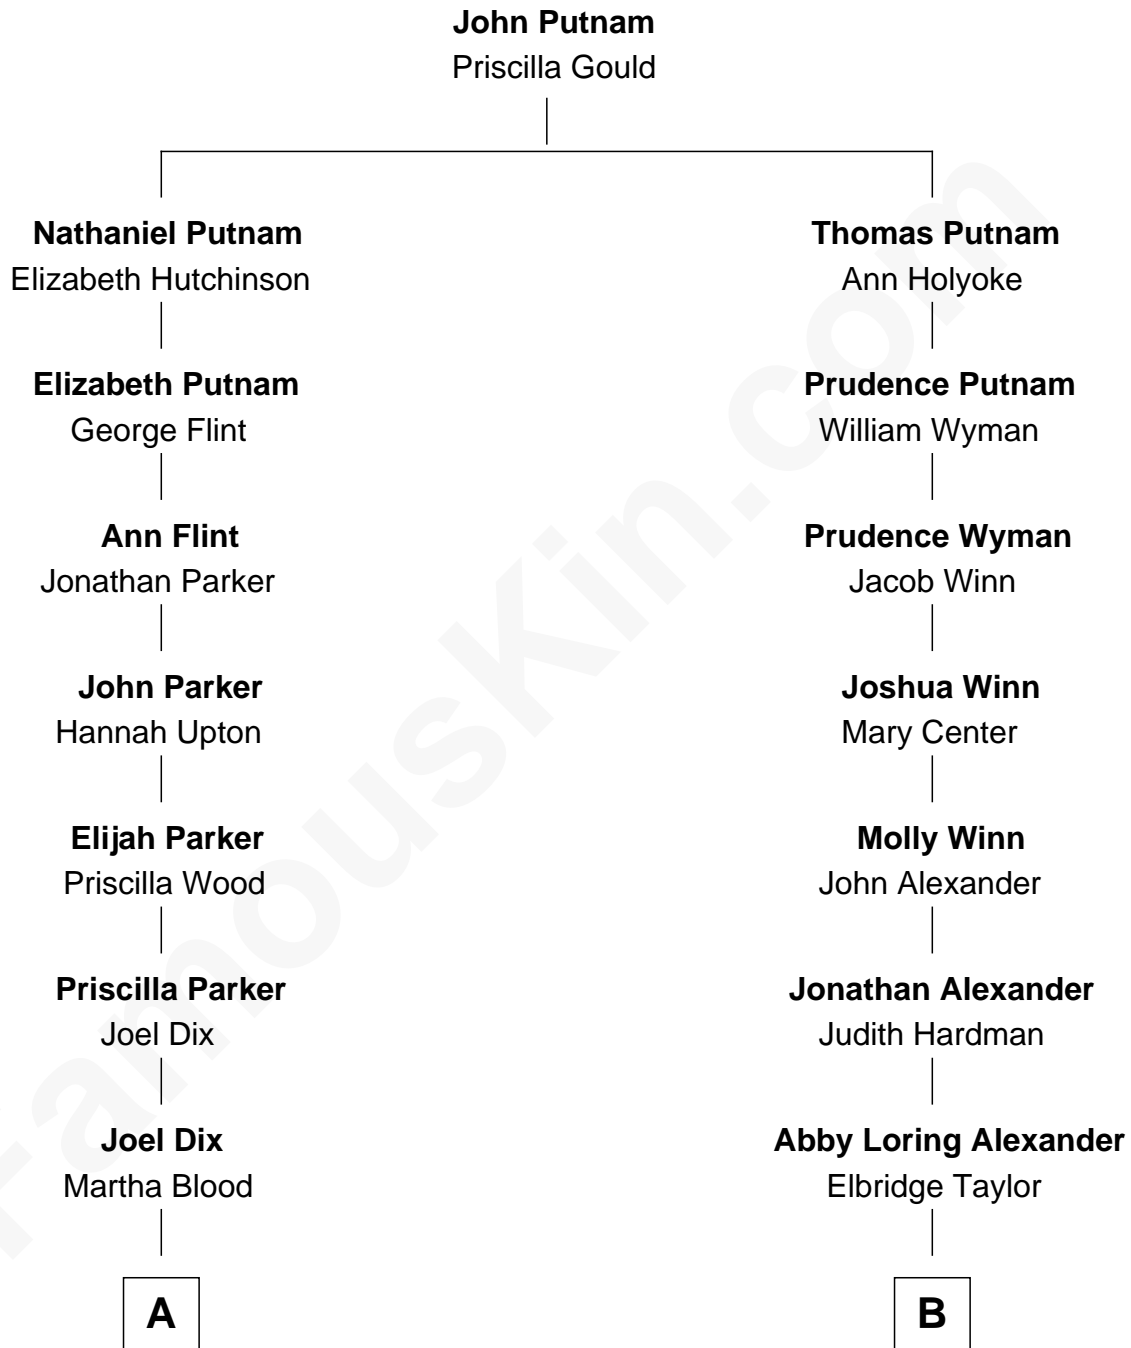 John Putnam
Priscilla Gould
Nathaniel Putnam
Elizabeth Hutchinson
Thomas Putnam
Ann Holyoke
Elizabeth Putnam
George Flint
Prudence Putnam
William Wyman
Ann Flint
Jonathan Parker
Prudence Wyman
Jacob Winn
John Parker
Hannah Upton
Joshua Winn
Mary Center
Elijah Parker
Priscilla Wood
Molly Winn
John Alexander
Priscilla Parker
Joel Dix
Jonathan Alexander
Judith Hardman
Joel Dix
Martha Blood
Abby Loring Alexander
Elbridge Taylor
A
B
FamousKin.com